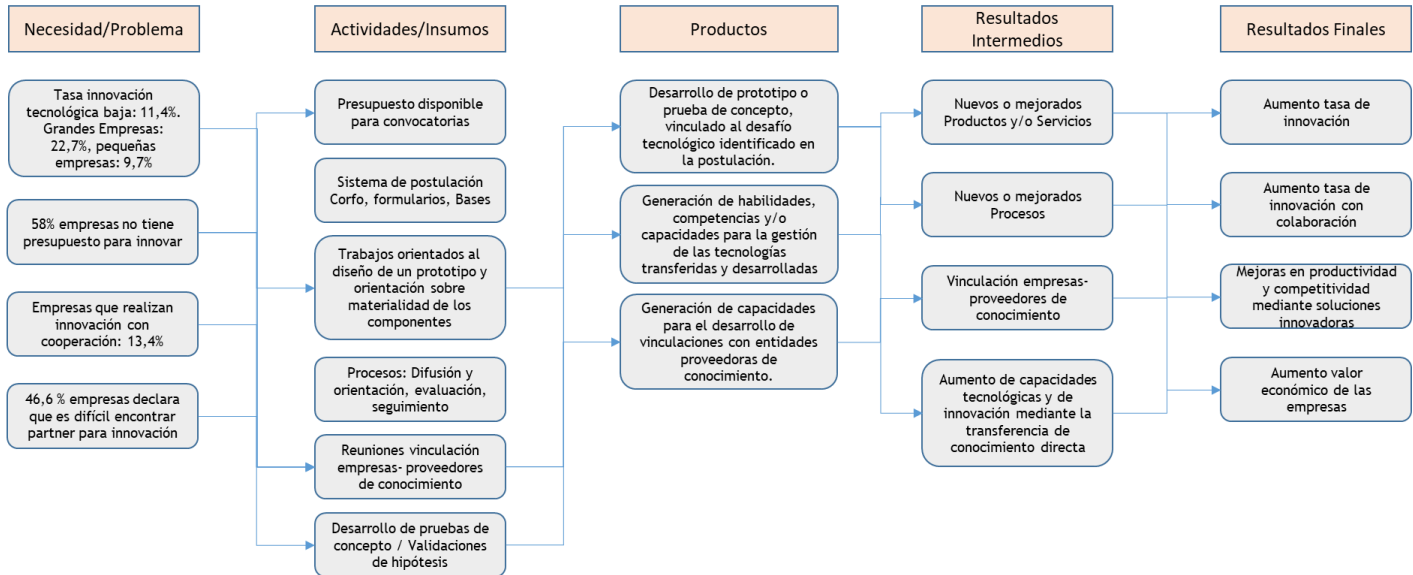 Necesidad/Problema
Tasa innovación
tecnológica baja: 11,4%.
Grandes Empresas:
22,7%, pequeñas
empresas: 9,7%
58% empresas no tiene
presupuesto para innovar
Empresas que realizan
innovación con
cooperación: 13,4%
46,6 % empresas declara
que es difícil encontrar
partner para innovación
Actividades/Insumos
Presupuesto disponible
para convocatorias
Sistema de postulación
Corfo, formularios, Bases
Trabajos orientados al
diseño de un prototipo y
orientación sobre
materialidad de los
componentes
Procesos: Difusión y
orientación, evaluación,
seguimiento
Reuniones vinculación
empresas- proveedores
de conocimiento
Desarrollo de pruebas de
concepto / Validaciones
de hipótesis
Productos
Desarrollo de prototipo o
prueba de concepto,
vinculado al desafío
tecnológico identificado en
la postulación.
Generación de habilidades,
competencias y/o
capacidades para la gestión
de las tecnologías
transferidas y desarrolladas
Generación de capacidades
para el desarrollo de
vinculaciones con entidades
proveedoras de
conocimiento.
Resultados
Intermedios
Nuevos o mejorados
Productos y/o Servicios
Nuevos o mejorados
Procesos
Vinculación empresas-
proveedores de
conocimiento
Aumento de capacidades
tecnológicas y de
innovación mediante la
transferencia de
conocimiento directa
Resultados Finales
Aumento tasa de
innovación
Aumento tasa de
innovación con
colaboración
Mejoras en productividad
y competitividad
mediante soluciones
innovadoras
Aumento valor
económico de las
empresas